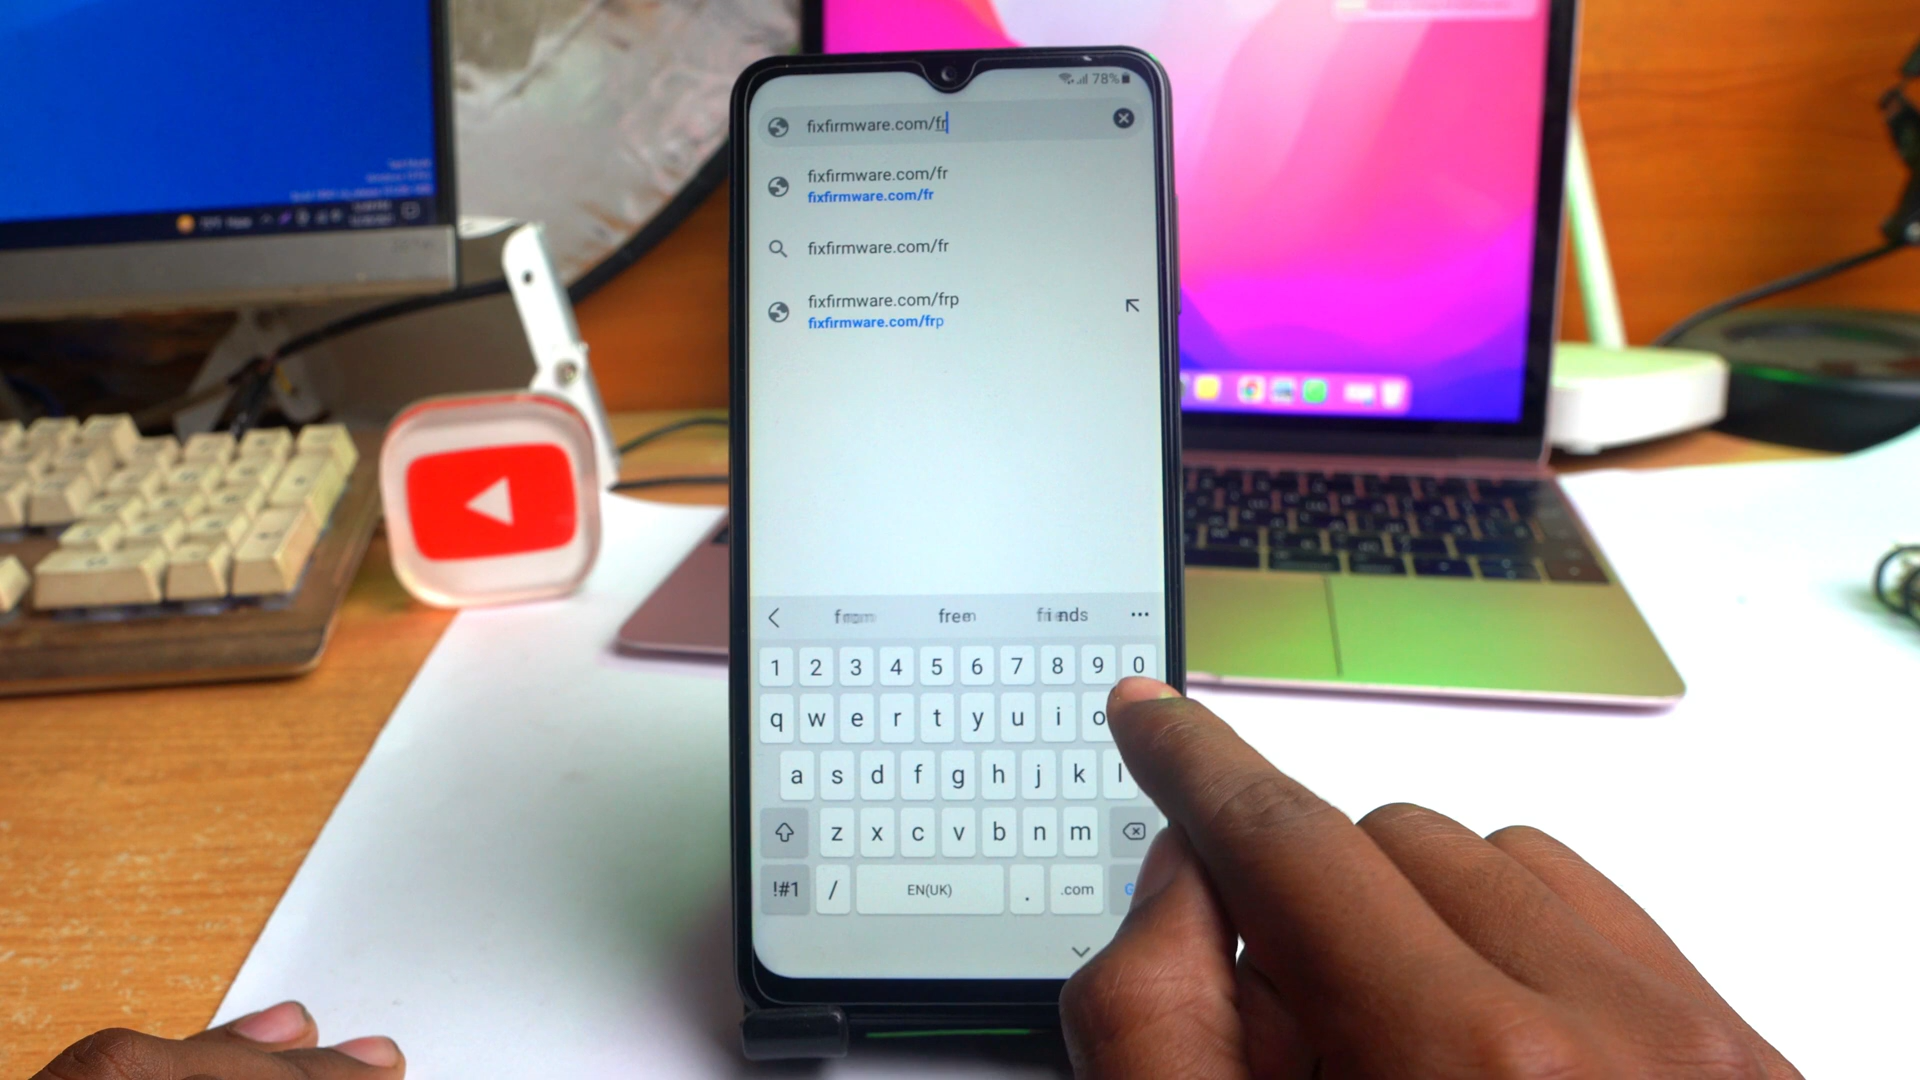 78%
fixfirmware.com/fr
fixfirmware.com/fr
fixfirmware.com/fr
fixfirmware.com/fr
fixfirmware.com/frp
fixfirmware.com/frp
1 2 3 4 5 6 7 8 9 0
q w e r t y u i o
a s d f g h j k l
z x c v b n m
!#1 / EN(UK) . .com G